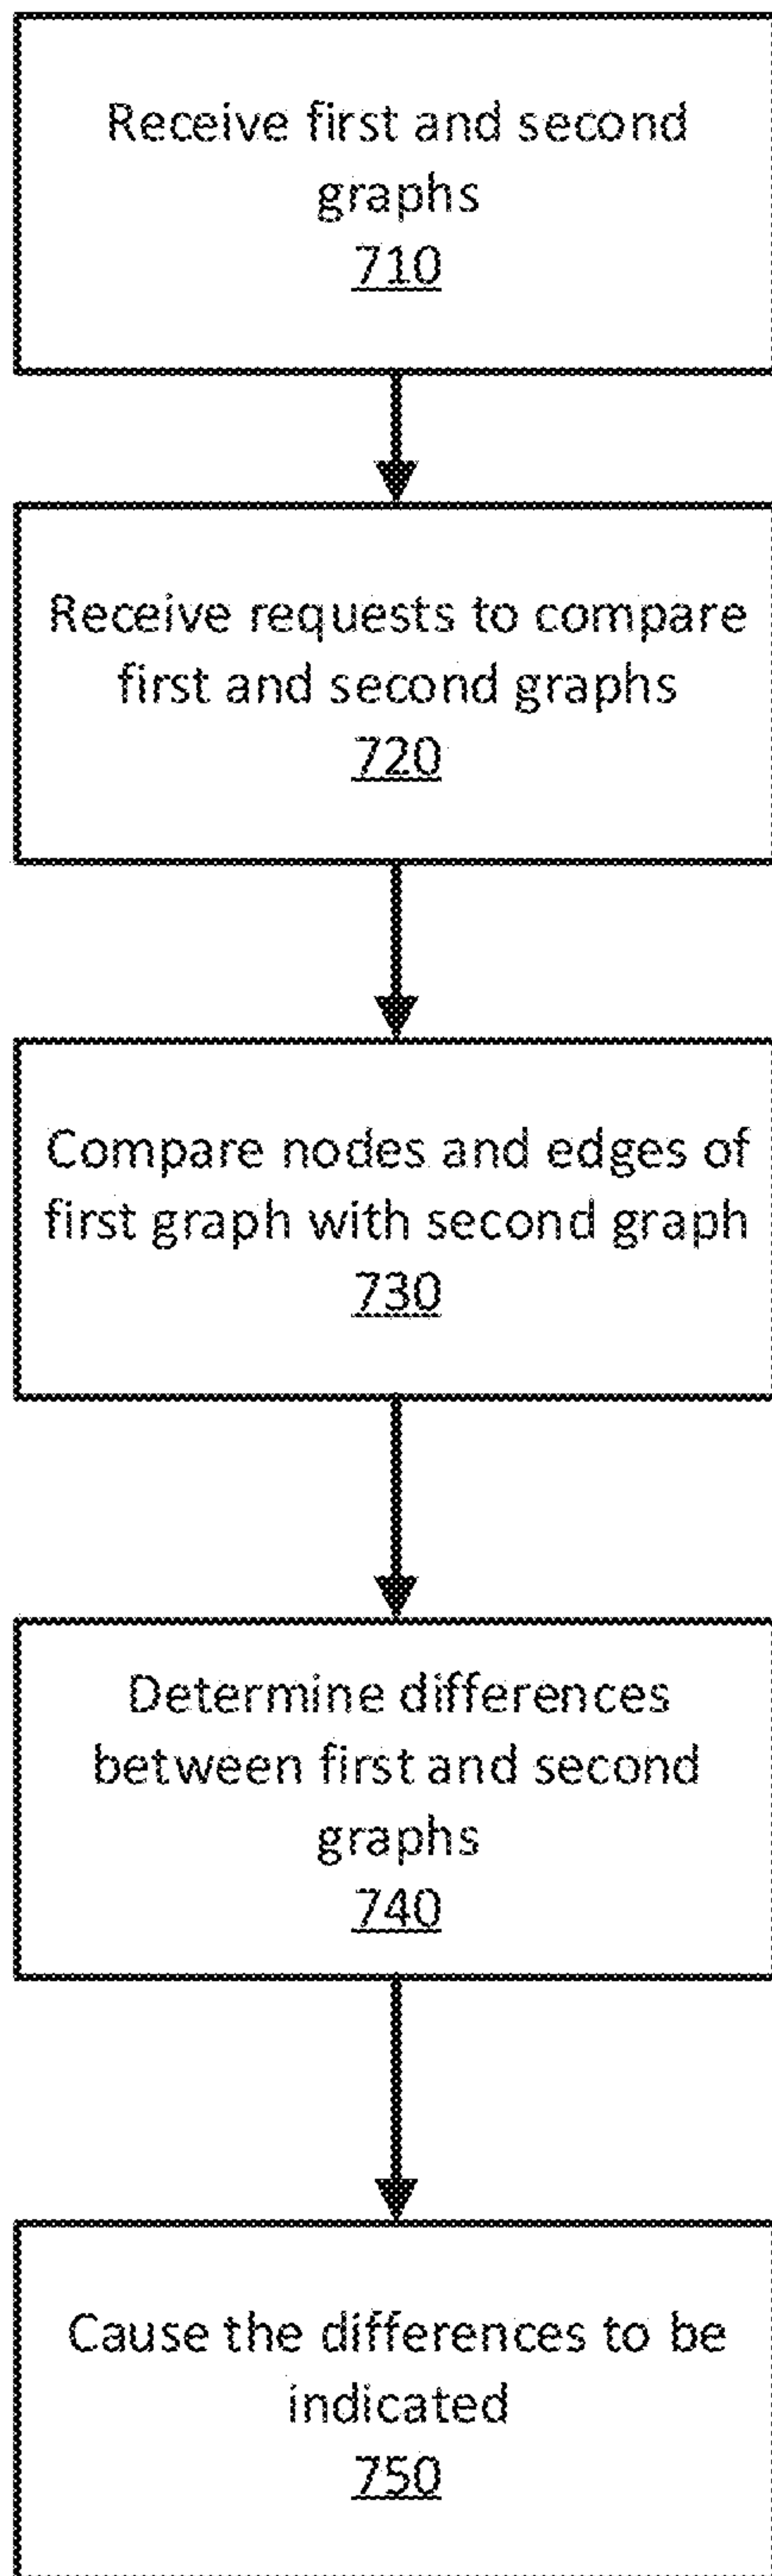 Receive first and second
graphs
710
Receive requests to compare
first and second graphs
720
Compare nodes and edges of
first graph with second graph
730
Determine differences
between first and second
graphs
740
Cause the differences to be
indicated
750